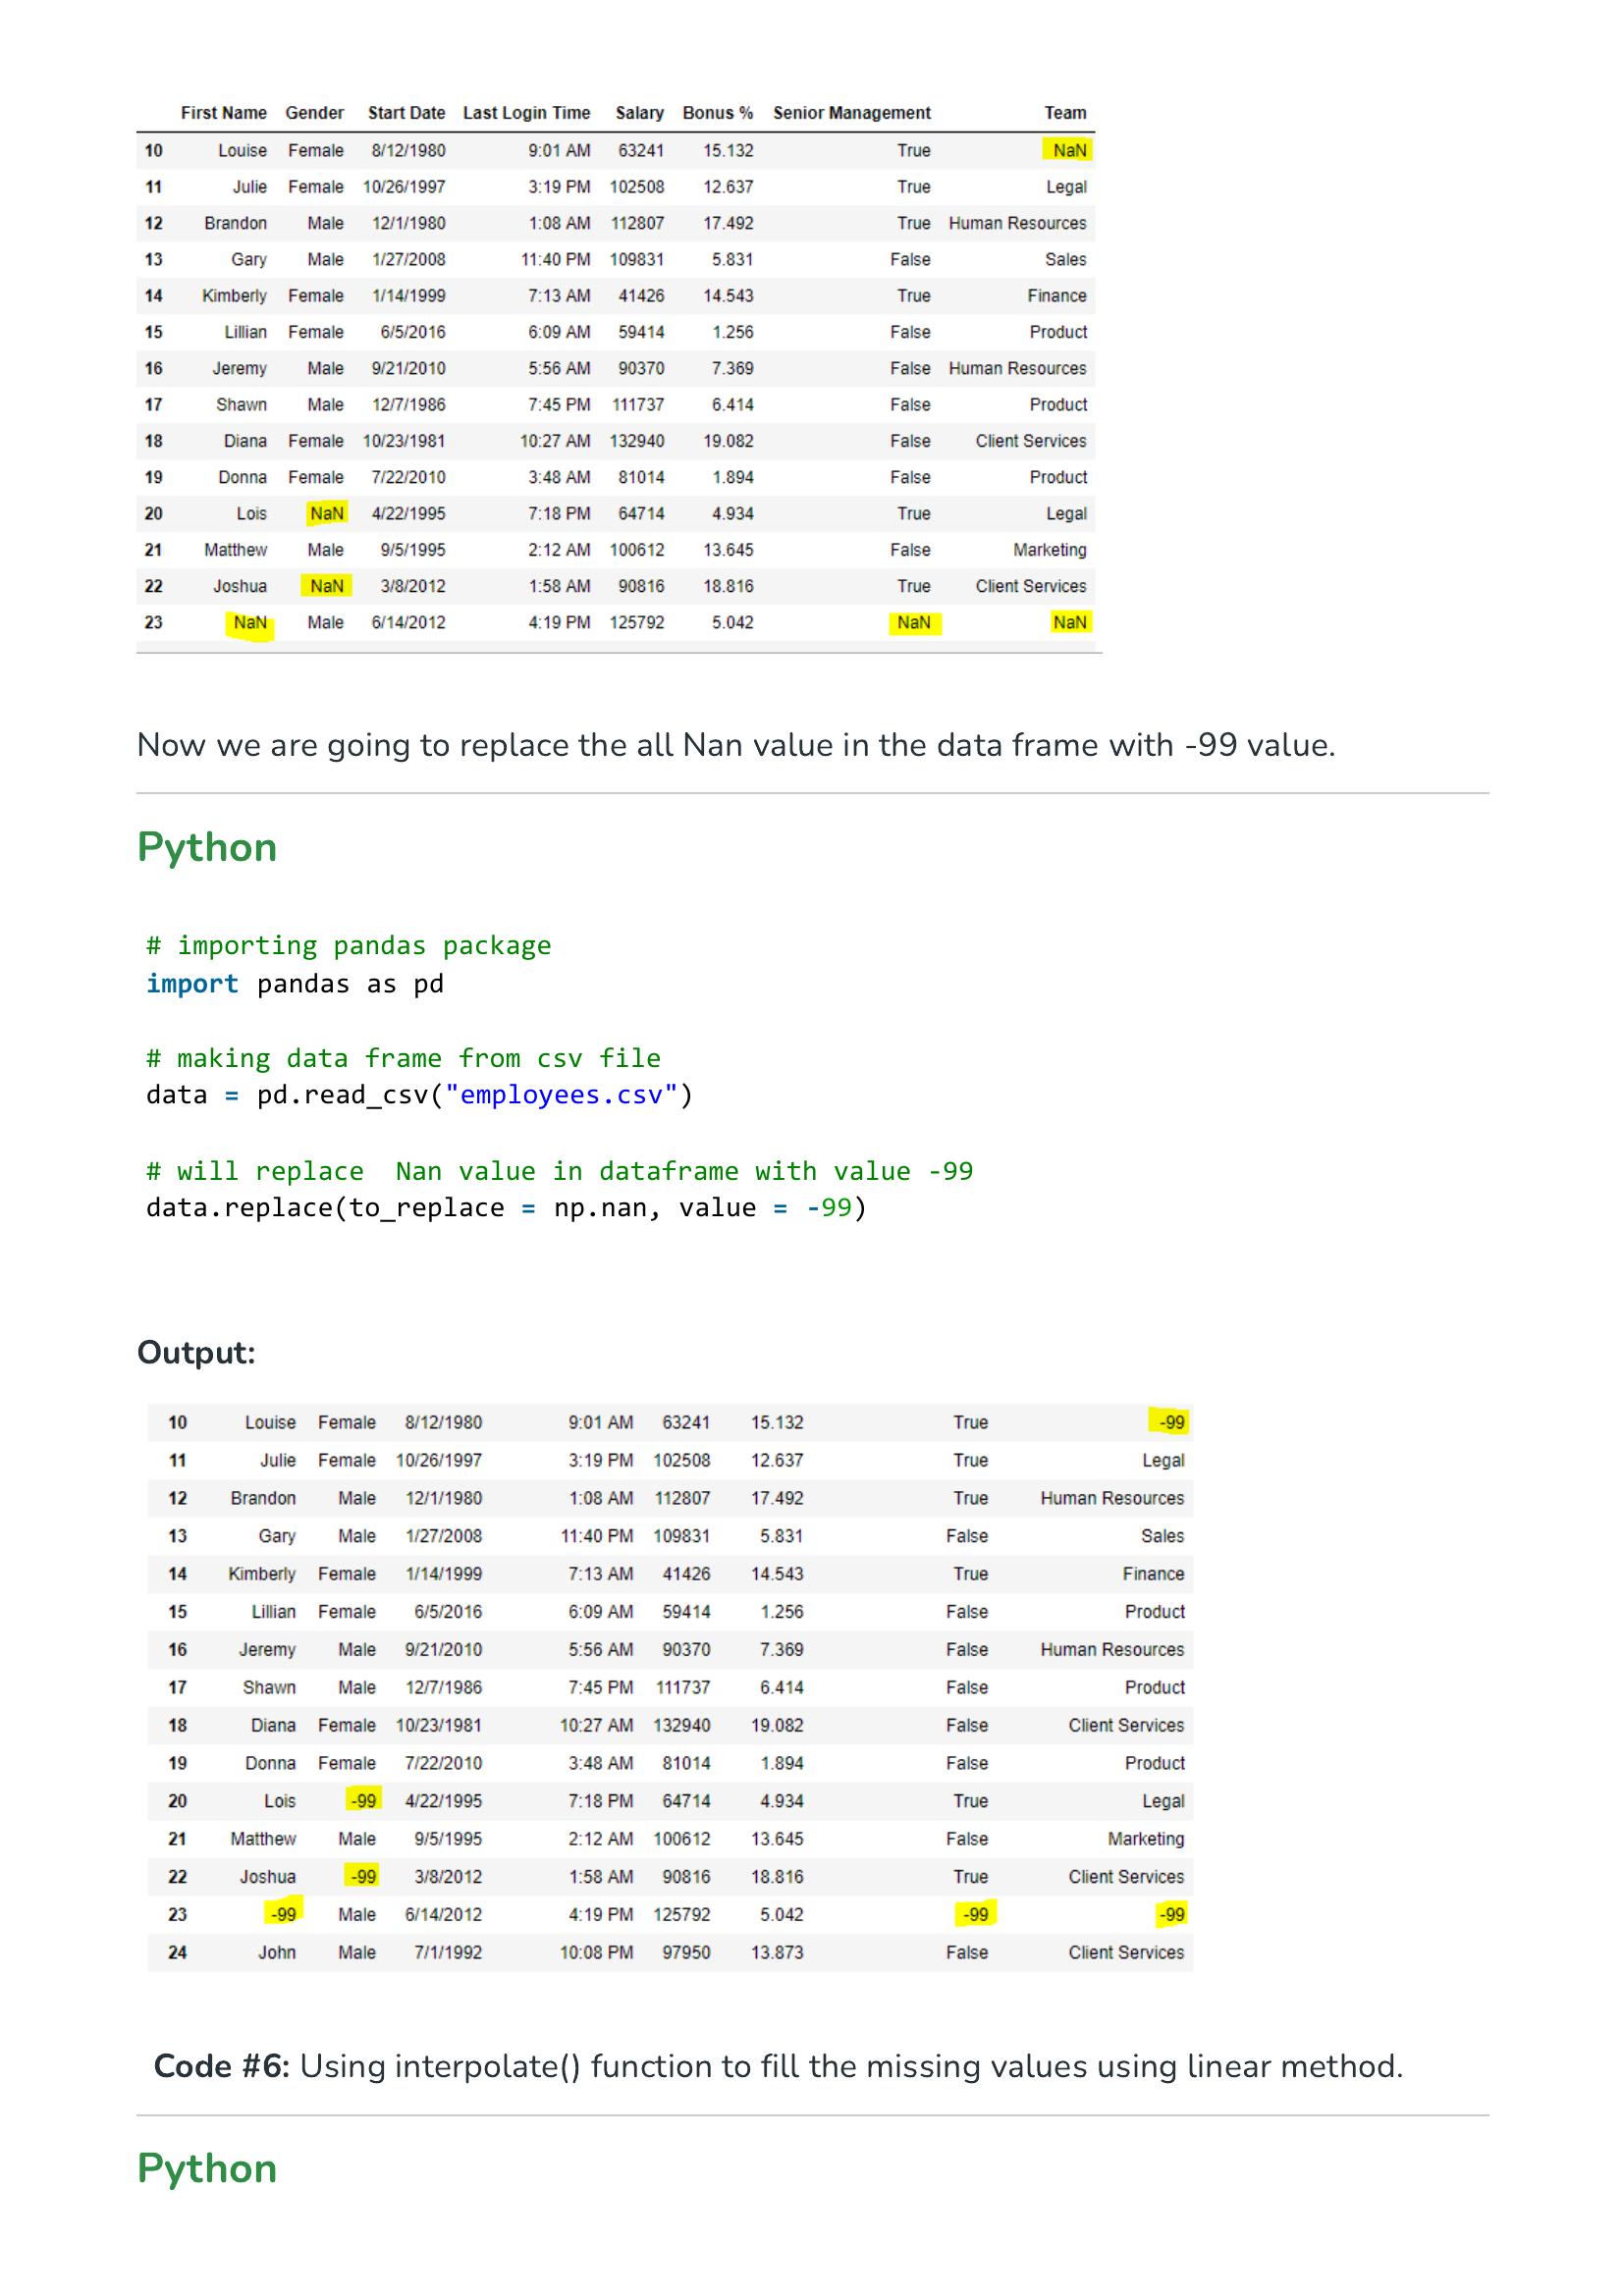 First Name Gender Start Date Last Login Time Salary Bonus % Senior Management Team
10 Louise Female 8/12/1980 9:01 AM 63241 15.132 True NaN
11 Julie Female 10/26/1997 3:19 PM 102508 12.637 True Legal
12 Brandon Male 12/1/1980 1:08 AM 112807 17.492 True Human Resources
13 Gary Male 1/27/2008 11:40 PM 109831 5.831 False Sales
14 Kimberly Female 1/14/1999 7:13 AM 41426 14.543 True Finance
15 Lillian Female 6/5/2016 6:09 AM 59414 1.256 False Product
16 Jeremy Male 9/21/2010 5:56 AM 90370 7.369 False Human Resources
17 Shawn Male 12/7/1986 7:45 PM 111737 6.414 False Product
18 Diana Female 10/23/1981 10:27 AM 132940 19.082 False Client Services
19 Donna Female 7/22/2010 3:48 AM 81014 1.894 False Product
20 Lois NaN 4/22/1995 7:18 PM 64714 4.934 True Legal
21 Matthew Male 9/5/1995 2:12 AM 100612 13.645 False Marketing
22 Joshua NaN 3/8/2012 1:58 AM 90816 18.816 True Client Services
23 NaN Male 6/14/2012 4:19 PM 125792 5.042 NaN NaN
Now we are going to replace the all Nan value in the data frame with -99 value.
Python
# importing pandas package
import pandas as pd
# making data frame from csv file
data = pd.read_csv("employees.csv")
# will replace  Nan value in dataframe with value -99
data.replace(to_replace = np.nan, value = -99)
Output:
10 Louise Female 8/12/1980 9:01 AM 63241 15.132 True -99
11 Julie Female 10/26/1997 3:19 PM 102508 12.637 True Legal
12 Brandon Male 12/1/1980 1:08 AM 112807 17.492 True Human Resources
13 Gary Male 1/27/2008 11:40 PM 109831 5.831 False Sales
14 Kimberly Female 1/14/1999 7:13 AM 41426 14.543 True Finance
15 Lillian Female 6/5/2016 6:09 AM 59414 1.256 False Product
16 Jeremy Male 9/21/2010 5:56 AM 90370 7.369 False Human Resources
17 Shawn Male 12/7/1986 7:45 PM 111737 6.414 False Product
18 Diana Female 10/23/1981 10:27 AM 132940 19.082 False Client Services
19 Donna Female 7/22/2010 3:48 AM 81014 1.894 False Product
20 Lois -99 4/22/1995 7:18 PM 64714 4.934 True Legal
21 Matthew Male 9/5/1995 2:12 AM 100612 13.645 False Marketing
22 Joshua -99 3/8/2012 1:58 AM 90816 18.816 True Client Services
23 -99 Male 6/14/2012 4:19 PM 125792 5.042 -99 -99
24 John Male 7/1/1992 10:08 PM 97950 13.873 False Client Services
Code #6: Using interpolate() function to fill the missing values using linear method.
Python